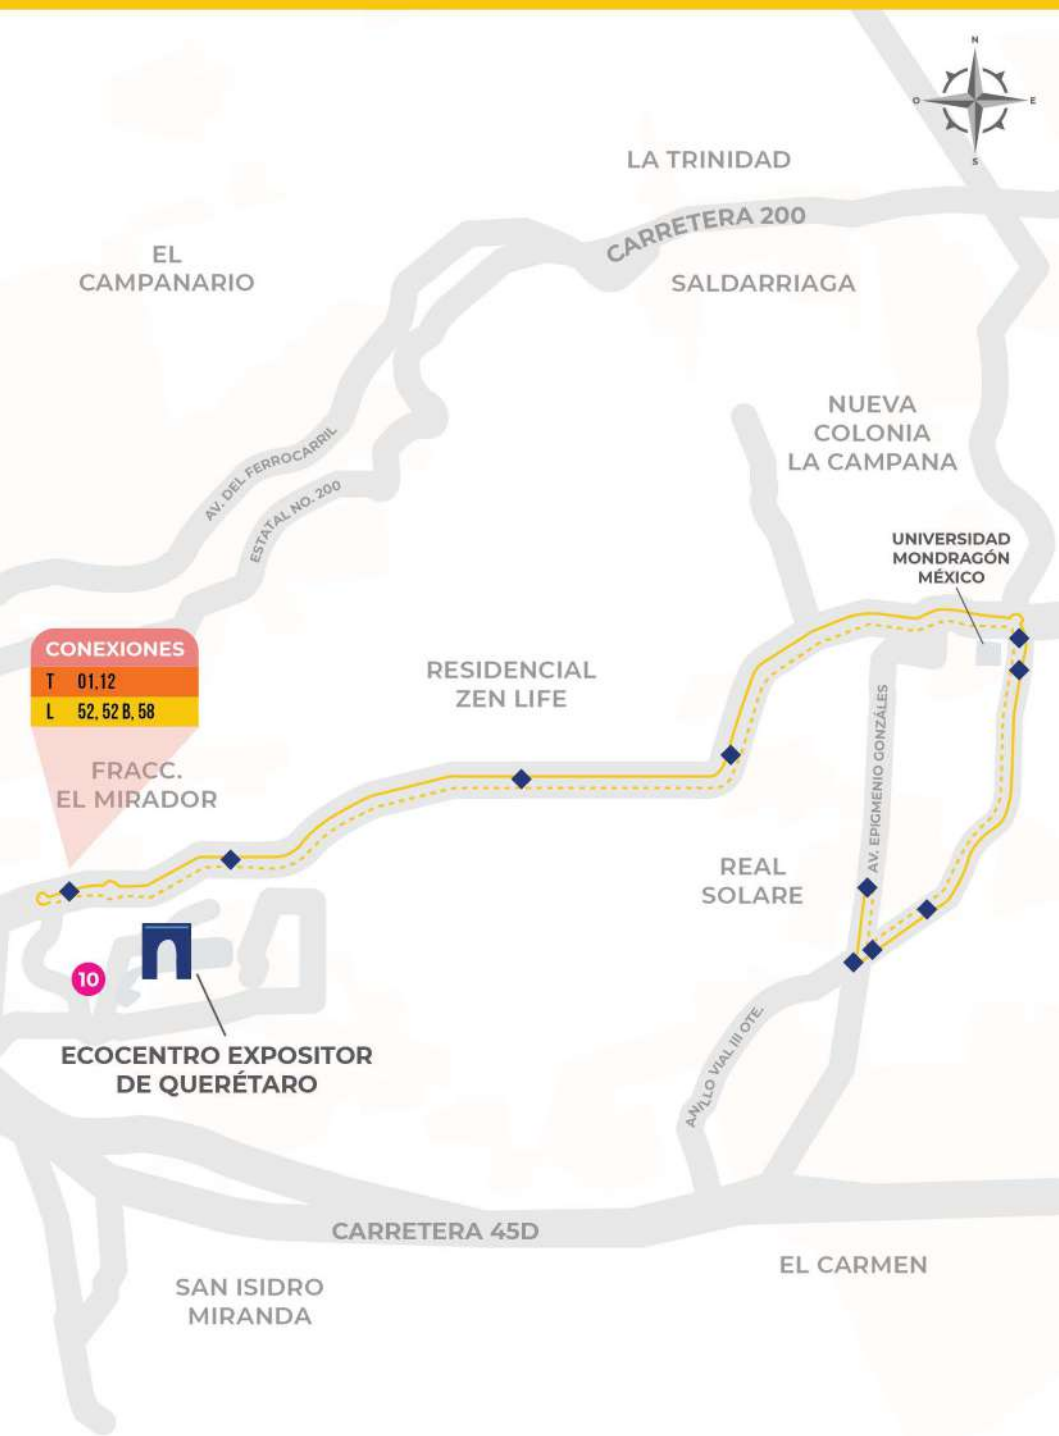 N
O
E
S
LA TRINIDAD
CARRETERA 200
EL
CAMPANARIO
SALDARRIAGA
NUEVA
COLONIA
LA CAMPANA
AV. DEL FERROCARRIL
ESTATAL NO. 200
UNIVERSIDAD
MONDRAGÓN
MÉXICO
CONEXIONES
T 01,12
L 52, 52 B, 58
RESIDENCIAL
ZEN LIFE
FRACC.
EL MIRADOR
AV. EPIGMENIO GONZÁLES
REAL
SOLARE
10
ECOCENTRO EXPOSITOR
DE QUERÉTARO
ANILLO VIAL III OTE.
CARRETERA 45D
EL CARMEN
SAN ISIDRO
MIRANDA